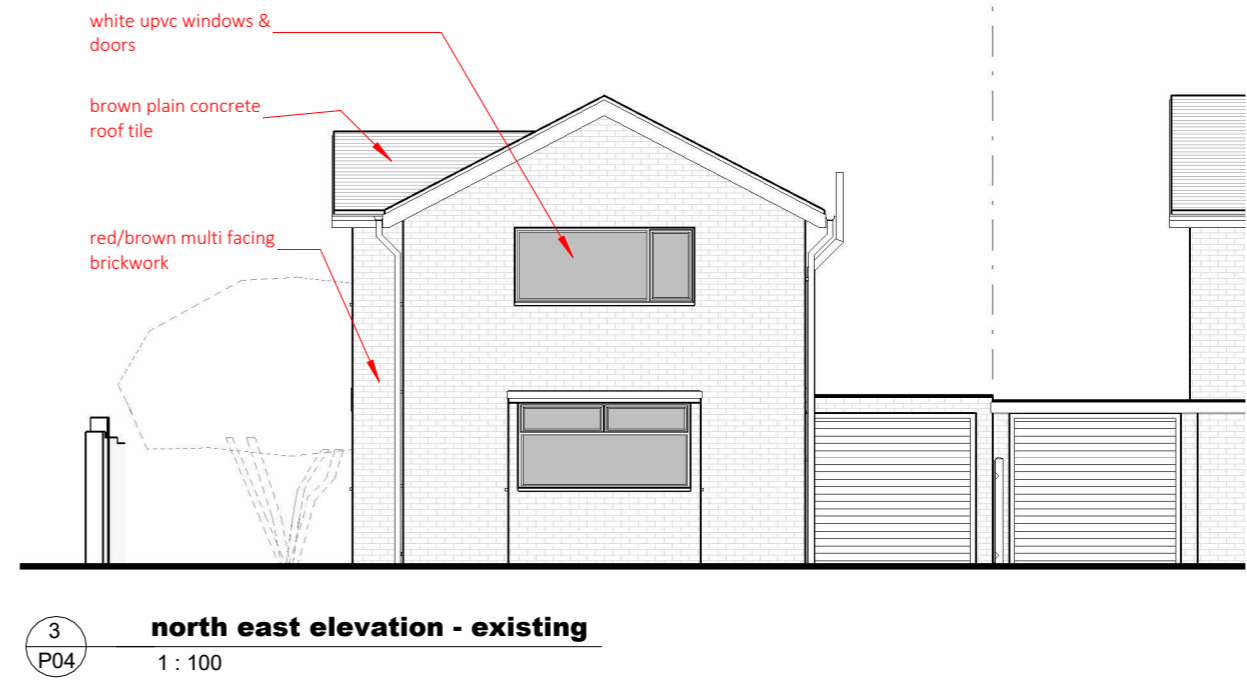 white upvc windows &
doors
brown plain concrete
roof tile
red/brown multi facing
brickwork
3
P04
north east elevation - existing
1 : 100